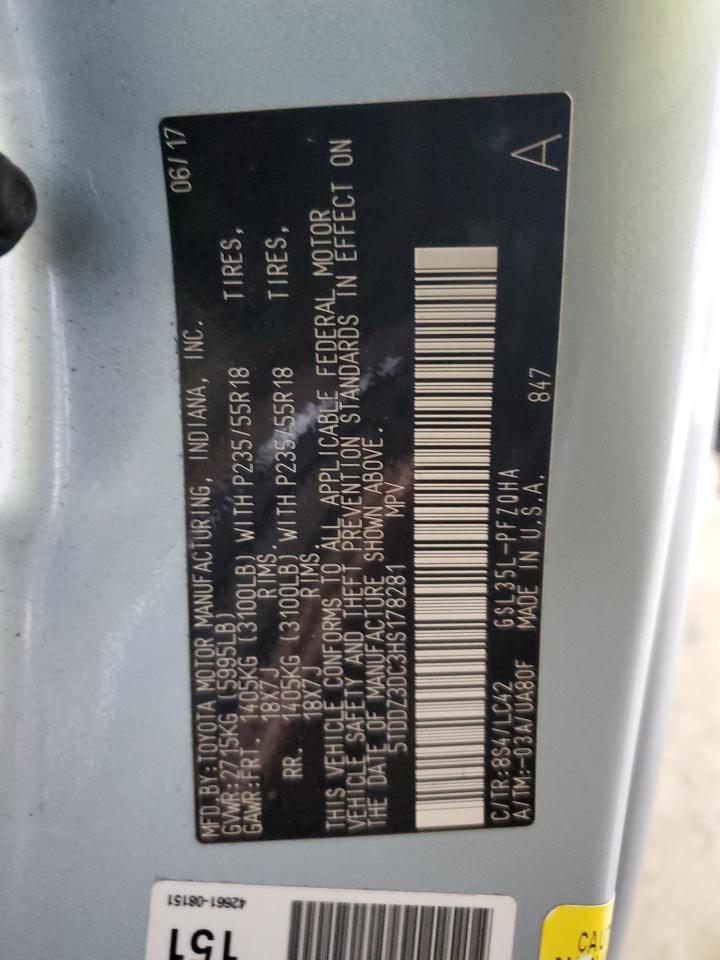 MFD.BY:TOYOTA MOTOR MANUFACTURING, INDIANA, INC. 06/17
GVWR:2715KG (5995LB)
GAWR:FRT. 1405KG (3100LB) WITH P235/55R18 TIRES,
18X7J RIMS,
RR. 1405KG (3100LB) WITH P235/55R18 TIRES,
18X7J RIMS.
THIS VEHICLE CONFORMS TO ALL APPLICABLE FEDERAL MOTOR
VEHICLE SAFETY AND THEFT PREVENTION STANDARDS IN EFFECT ON
THE DATE OF MANUFACTURE SHOWN ABOVE.
5TDDZ3DC3HS178281 MPV
C/TR:8S4/LC42 GSL35L-PFZQHA
A/TM:-03A/UA80F MADE IN U.S.A. 847 A
42661-08151
151